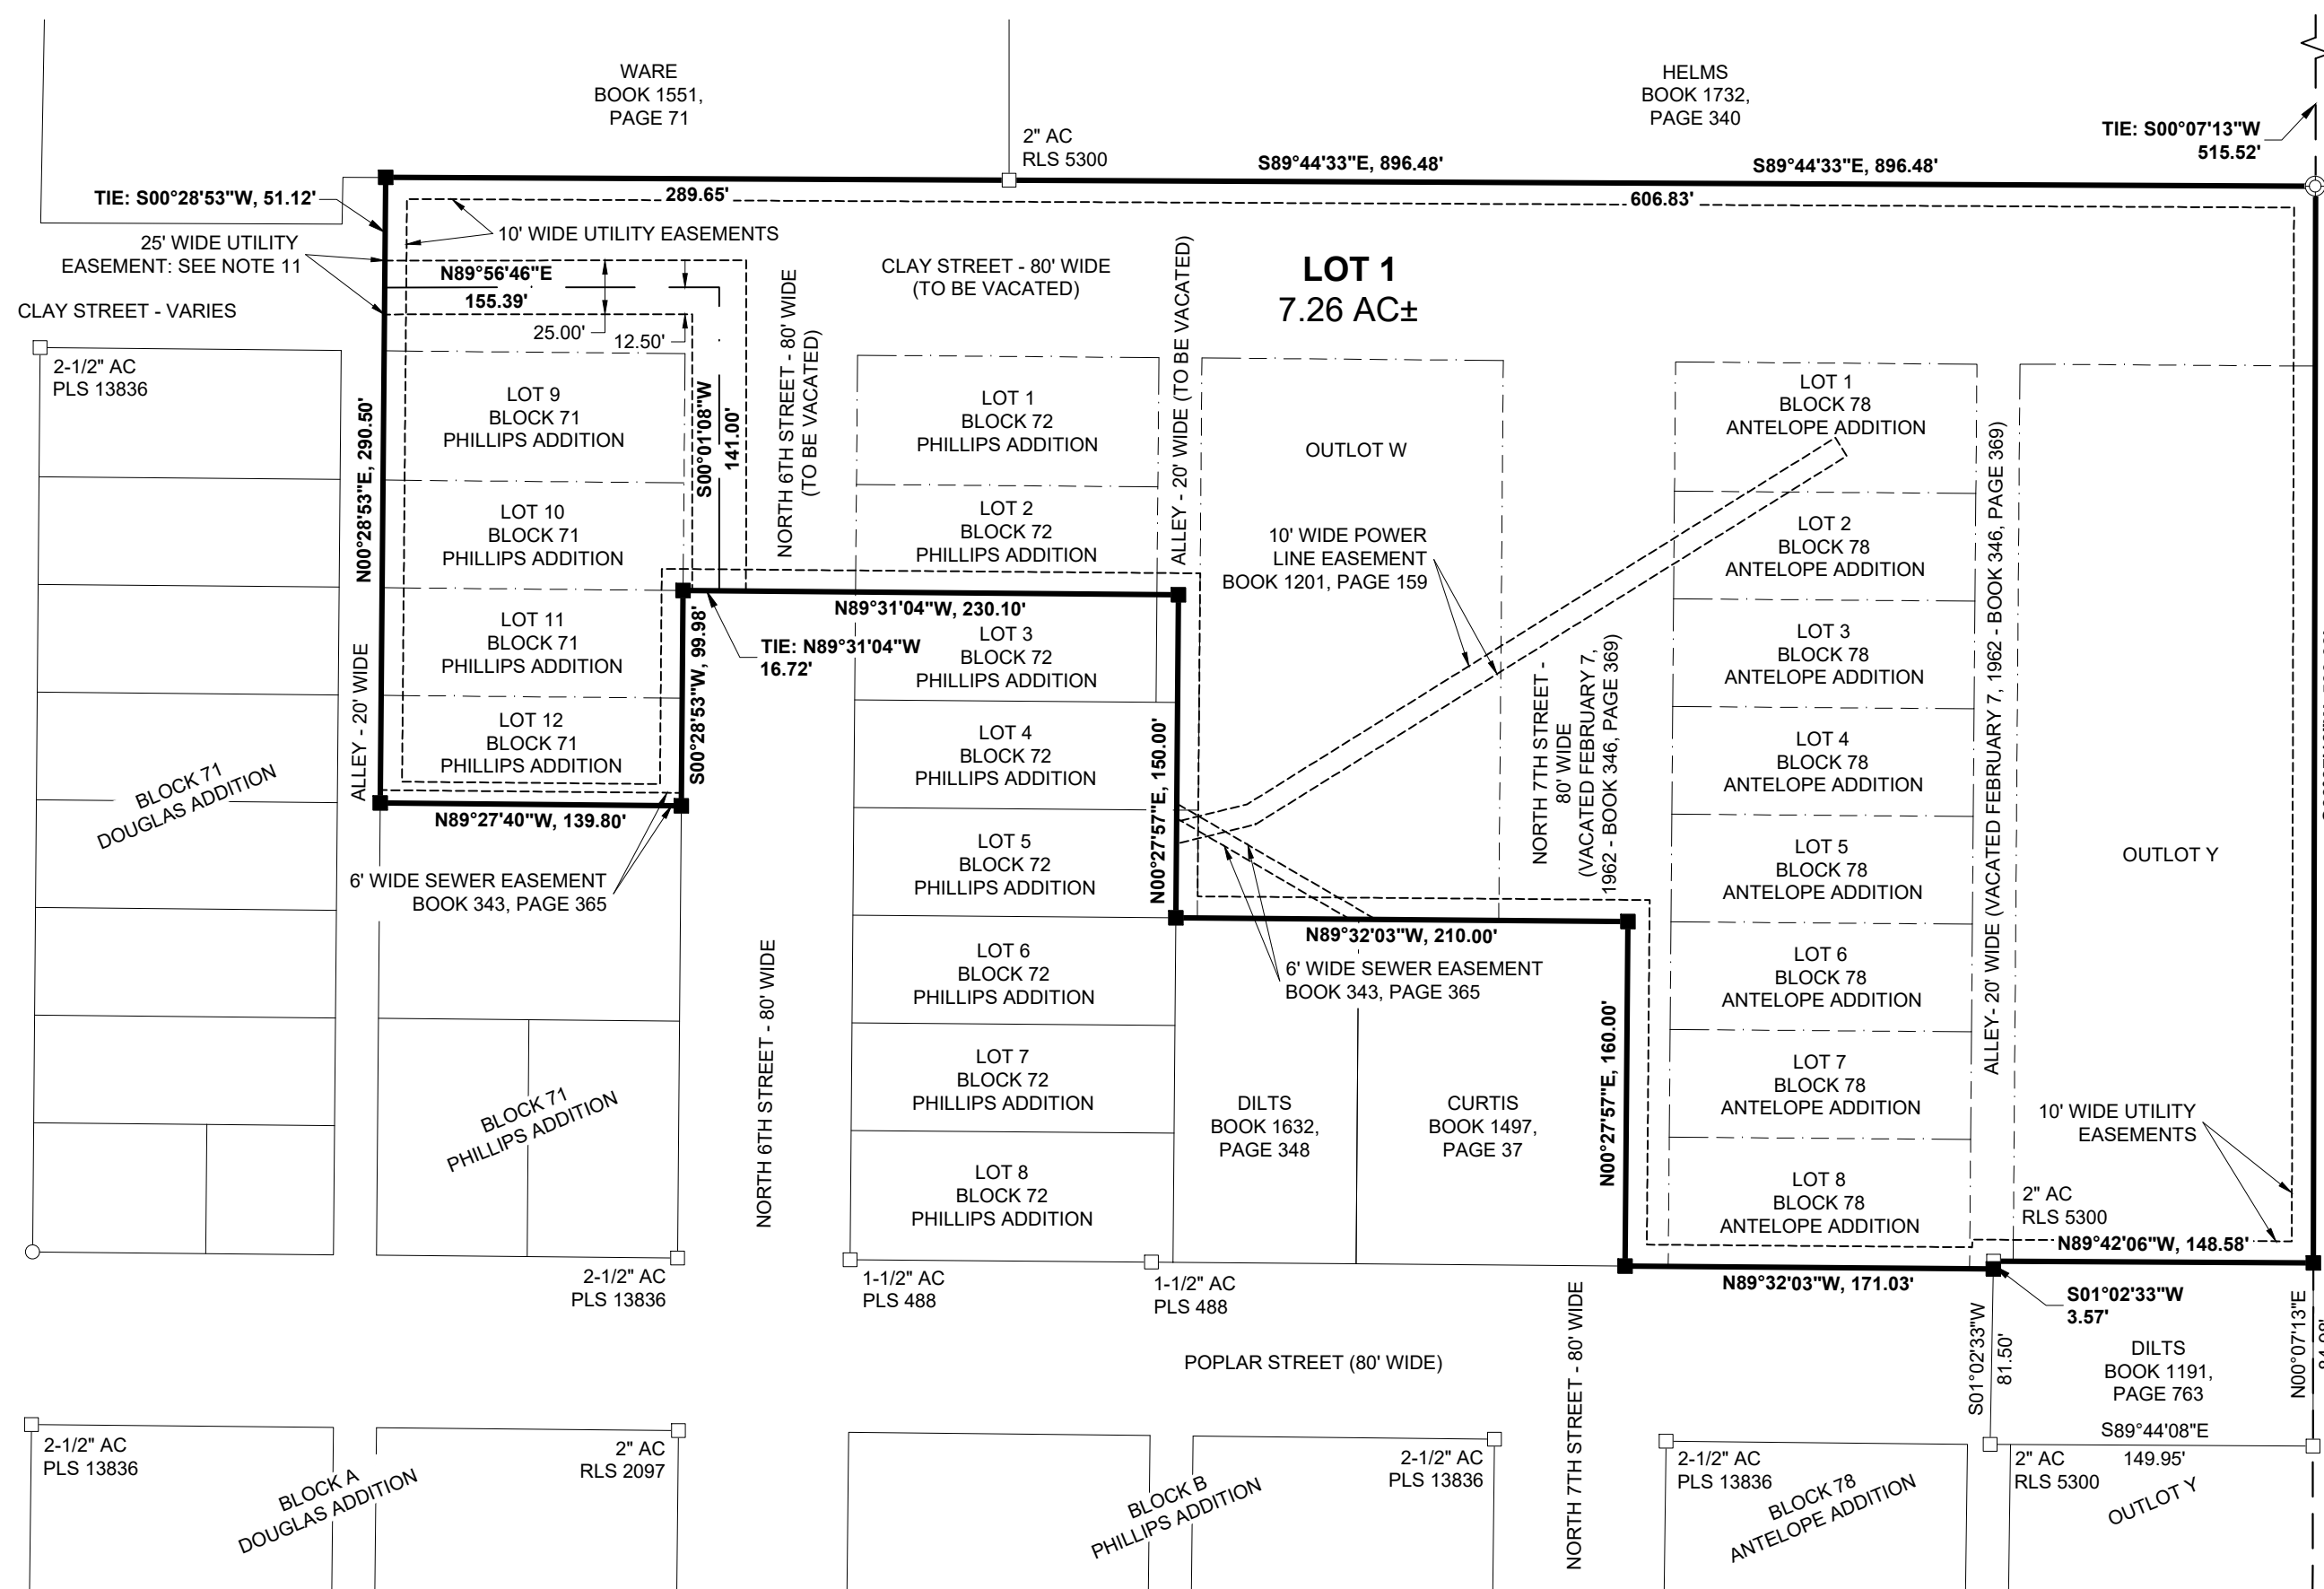 WARE
BOOK 1551,
PAGE 71
HELMS
BOOK 1732,
PAGE 340
2" AC
RLS 5300
S89°44'33"E, 896.48'
S89°44'33"E, 896.48'
TIE: S00°07'13"W
515.52'
TIE: S00°28'53"W, 51.12'
289.65'
606.83'
10' WIDE UTILITY EASEMENTS
25' WIDE UTILITY
EASEMENT: SEE NOTE 11
N89°56'46"E
155.39'
25.00'
12.50'
CLAY STREET - VARIES
CLAY STREET - 80' WIDE
(TO BE VACATED)
LOT 1
7.26 AC±
NORTH 6TH STREET - 80' WIDE
(TO BE VACATED)
ALLEY - 20' WIDE (TO BE VACATED)
2-1/2" AC
PLS 13836
N00°28'53"E, 290.50'
S00°01'08"W
141.00'
LOT 9
BLOCK 71
PHILLIPS ADDITION
LOT 10
BLOCK 71
PHILLIPS ADDITION
LOT 11
BLOCK 71
PHILLIPS ADDITION
LOT 12
BLOCK 71
PHILLIPS ADDITION
LOT 1
BLOCK 72
PHILLIPS ADDITION
LOT 2
BLOCK 72
PHILLIPS ADDITION
N89°31'04"W, 230.10'
LOT 3
BLOCK 72
PHILLIPS ADDITION
LOT 4
BLOCK 72
PHILLIPS ADDITION
LOT 5
BLOCK 72
PHILLIPS ADDITION
LOT 6
BLOCK 72
PHILLIPS ADDITION
LOT 7
BLOCK 72
PHILLIPS ADDITION
LOT 8
BLOCK 72
PHILLIPS ADDITION
TIE: N89°31'04"W
16.72'
S00°28'53"W, 99.98'
ALLEY - 20' WIDE
N89°27'40"W, 139.80'
6' WIDE SEWER EASEMENT
BOOK 343, PAGE 365
BLOCK 71
DOUGLAS ADDITION
BLOCK 71
PHILLIPS ADDITION
NORTH 6TH STREET - 80' WIDE
OUTLOT W
10' WIDE POWER
LINE EASEMENT
BOOK 1201, PAGE 159
N00°27'57"E, 150.00'
NORTH 7TH STREET -
80' WIDE
(VACATED FEBRUARY 7,
1962 - BOOK 346, PAGE 369)
N89°32'03"W, 210.00'
6' WIDE SEWER EASEMENT
BOOK 343, PAGE 365
DILTS
BOOK 1632,
PAGE 348
CURTIS
BOOK 1497,
PAGE 37
N00°27'57"E, 160.00'
LOT 1
BLOCK 78
ANTELOPE ADDITION
LOT 2
BLOCK 78
ANTELOPE ADDITION
LOT 3
BLOCK 78
ANTELOPE ADDITION
LOT 4
BLOCK 78
ANTELOPE ADDITION
LOT 5
BLOCK 78
ANTELOPE ADDITION
LOT 6
BLOCK 78
ANTELOPE ADDITION
LOT 7
BLOCK 78
ANTELOPE ADDITION
LOT 8
BLOCK 78
ANTELOPE ADDITION
ALLEY- 20' WIDE (VACATED FEBRUARY 7, 1962 - BOOK 346, PAGE 369)
OUTLOT Y
10' WIDE UTILITY
EASEMENTS
2" AC
RLS 5300
N89°42'06"W, 148.58'
N89°32'03"W, 171.03'
S01°02'33"W
3.57'
2-1/2" AC
PLS 13836
1-1/2" AC
PLS 488
1-1/2" AC
PLS 488
POPLAR STREET (80' WIDE)
NORTH 7TH STREET - 80' WIDE
S01°02'33"W
81.50'
DILTS
BOOK 1191,
PAGE 763
N00°07'13"E
S89°44'08"E
149.95'
2-1/2" AC
PLS 13836
2" AC
RLS 2097
BLOCK A
DOUGLAS ADDITION
BLOCK B
PHILLIPS ADDITION
2-1/2" AC
PLS 13836
2-1/2" AC
PLS 13836
BLOCK 78
ANTELOPE ADDITION
2" AC
RLS 5300
OUTLOT Y